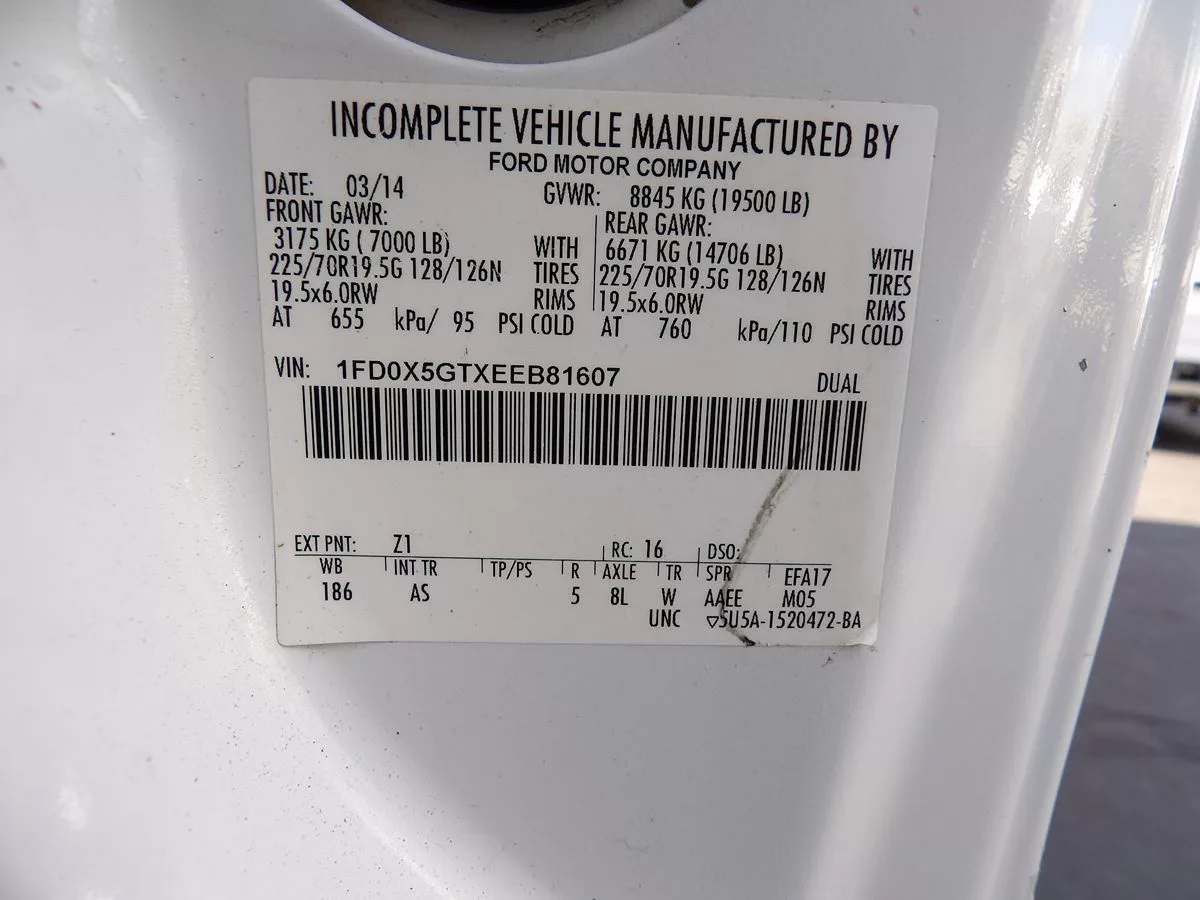 INCOMPLETE VEHICLE MANUFACTURED BY
FORD MOTOR COMPANY
DATE: 03/14 GVWR: 8845 KG (19500 LB)
FRONT GAWR: REAR GAWR:
3175 KG ( 7000 LB) WITH 6671 KG (14706 LB) WITH
225/70R19.5G 128/126N TIRES 225/70R19.5G 128/126N TIRES
19.5x6.0RW RIMS 19.5x6.0RW RIMS
AT 655 kPa/ 95 PSI COLD AT 760 kPa/110 PSI COLD
VIN: 1FD0X5GTXEEB81607 DUAL
EXT PNT: Z1 RC: 16 DSO:
WB INT TR TP/PS R AXLE TR SPR EFA17
186 AS 5 8L W AAEE M05
UNC ▽5U5A-1520472-BA